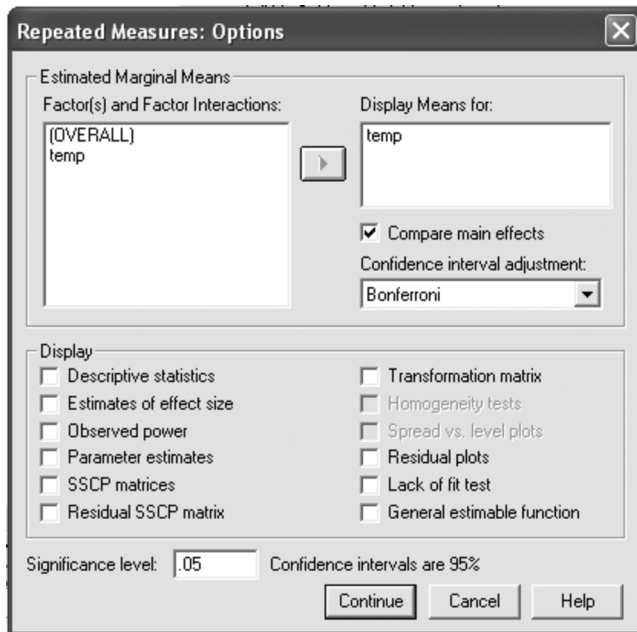 Repeated Measures: Options
Estimated Marginal Means
Factor(s) and Factor Interactions:
(OVERALL)
temp
Display Means for:
temp
Compare main effects
Confidence interval adjustment:
Bonferroni
Display
Descriptive statistics
Estimates of effect size
Observed power
Parameter estimates
SSCP matrices
Residual SSCP matrix
Transformation matrix
Homogeneity tests
Spread vs. level plots
Residual plots
Lack of fit test
General estimable function
Significance level: .05 Confidence intervals are 95%
Continue Cancel Help